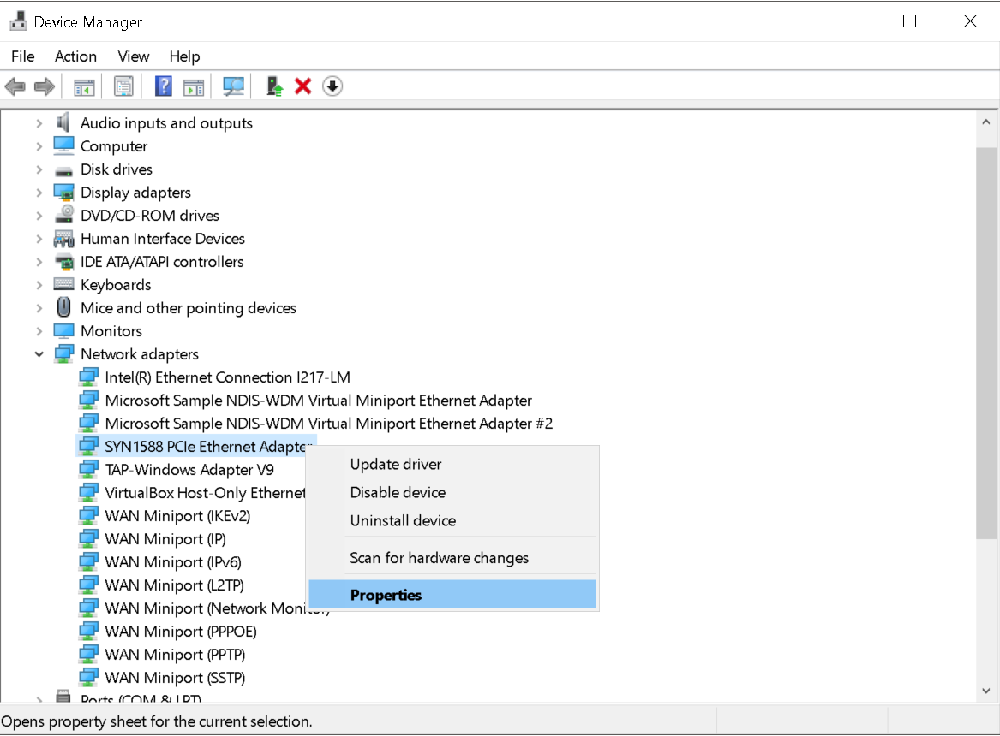 Device Manager
File Action View Help
Audio inputs and outputs
Computer
Disk drives
Display adapters
DVD/CD-ROM drives
Human Interface Devices
IDE ATA/ATAPI controllers
Keyboards
Mice and other pointing devices
Monitors
Network adapters
Intel(R) Ethernet Connection I217-LM
Microsoft Sample NDIS-WDM Virtual Miniport Ethernet Adapter
Microsoft Sample NDIS-WDM Virtual Miniport Ethernet Adapter #2
SYN1588 PCIe Ethernet Adapter
TAP-Windows Adapter V9
VirtualBox Host-Only Ethernet
WAN Miniport (IKEv2)
WAN Miniport (IP)
WAN Miniport (IPv6)
WAN Miniport (L2TP)
WAN Miniport (Network Monitor)
WAN Miniport (PPPOE)
WAN Miniport (PPTP)
WAN Miniport (SSTP)
Ports (COM & LPT)
Update driver
Disable device
Uninstall device
Scan for hardware changes
Properties
Opens property sheet for the current selection.